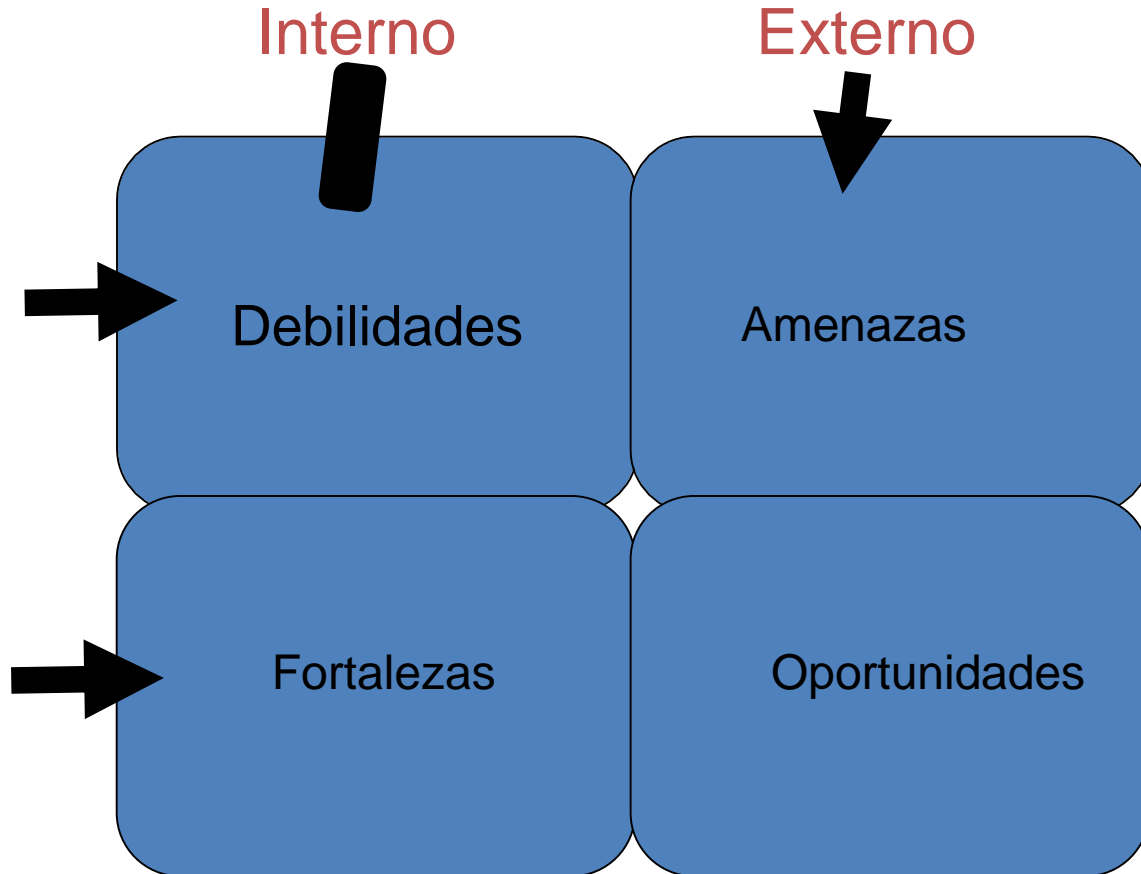 Interno
Externo
Debilidades
Amenazas
Fortalezas
Oportunidades